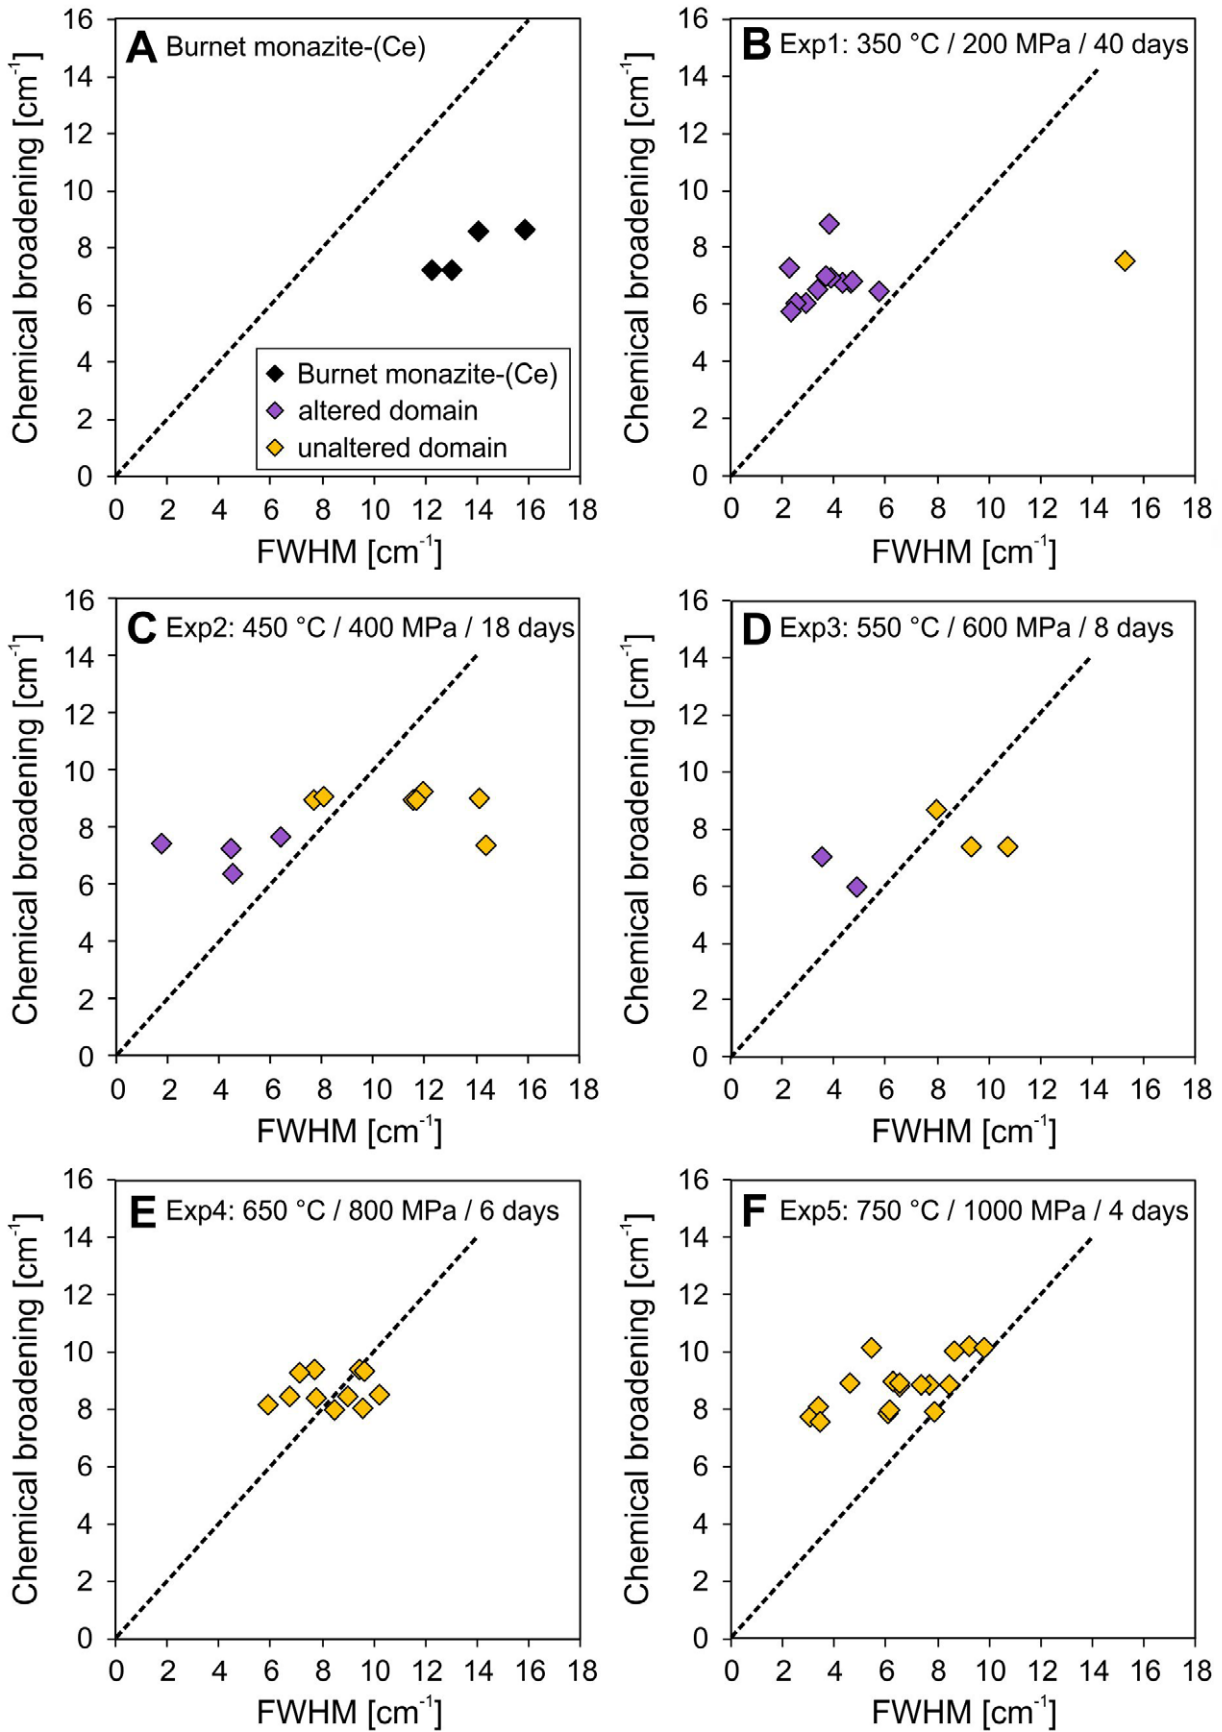 A Burnet monazite-(Ce)
Chemical broadening [cm-1]
16
14
12
10
8
6
4
2
0
Burnet monazite-(Ce)
altered domain
unaltered domain
0 2 4 6 8 10 12 14 16 18
FWHM [cm-1]
B Exp1: 350 °C / 200 MPa / 40 days
Chemical broadening [cm-1]
16
14
12
10
8
6
4
2
0
0 2 4 6 8 10 12 14 16 18
FWHM [cm-1]
C Exp2: 450 °C / 400 MPa / 18 days
Chemical broadening [cm-1]
16
14
12
10
8
6
4
2
0
0 2 4 6 8 10 12 14 16 18
FWHM [cm-1]
D Exp3: 550 °C / 600 MPa / 8 days
Chemical broadening [cm-1]
16
14
12
10
8
6
4
2
0
0 2 4 6 8 10 12 14 16 18
FWHM [cm-1]
E Exp4: 650 °C / 800 MPa / 6 days
Chemical broadening [cm-1]
16
14
12
10
8
6
4
2
0
0 2 4 6 8 10 12 14 16 18
FWHM [cm-1]
F Exp5: 750 °C / 1000 MPa / 4 days
Chemical broadening [cm-1]
16
14
12
10
8
6
4
2
0
0 2 4 6 8 10 12 14 16 18
FWHM [cm-1]